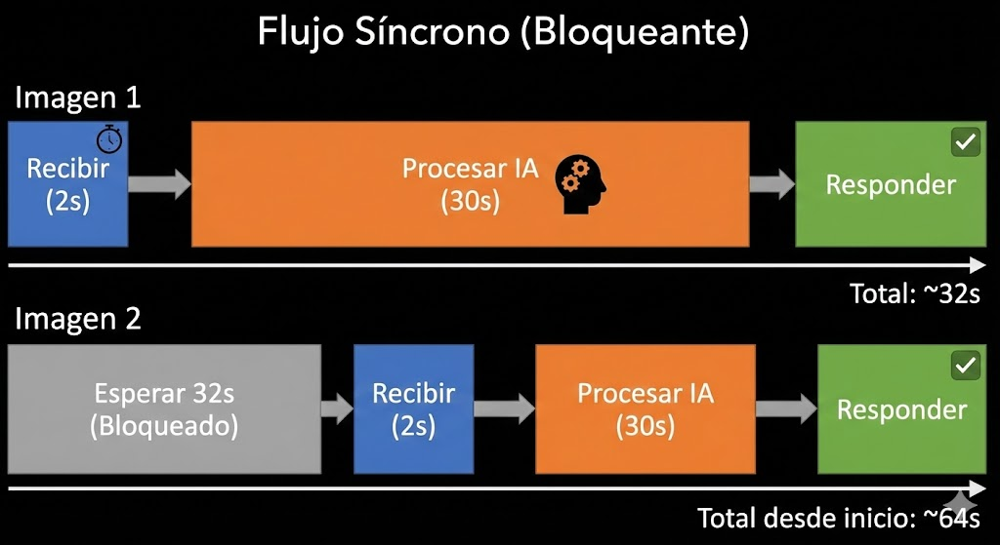 Flujo Síncrono (Bloqueante)
Imagen 1
Recibir
(2s)
Procesar IA
(30s)
Responder
Total: ~32s
Imagen 2
Esperar 32s
(Bloqueado)
Recibir
(2s)
Procesar IA
(30s)
Responder
Total desde inicio: ~64s